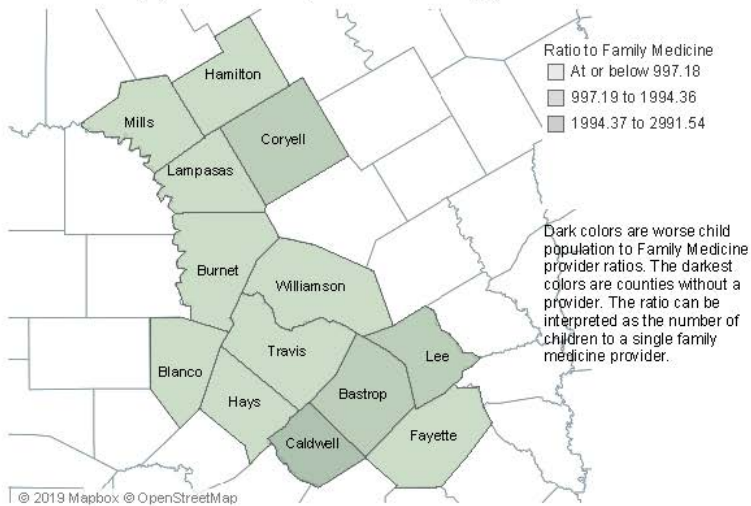 Ratio to Family Medicine
At or below 997.18
997.19 to 1994.36
1994.37 to 2991.54
Hamilton
Mills
Coryell
Lampasas
Dark colors are worse child
population to Family Medicine
provider ratios. The darkest
colors are counties without a
provider. The ratio can be
interpreted as the number of
children to a single family
medicine provider.
Burnet
Williamson
Travis
Lee
Blanco
Bastrop
Hays
Caldwell
Fayette
© 2019 Mapbox © OpenStreetMap